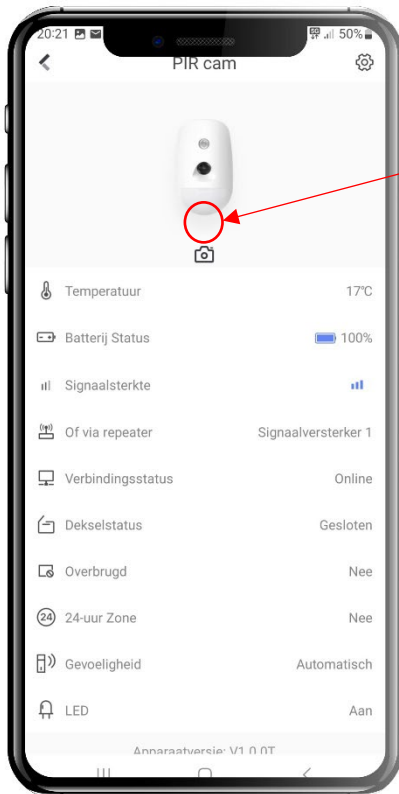 20:21 50%
PIR cam
Temperatuur 17°C
Batterij Status 100%
Signaalsterkte
Of via repeater Signaalversterker 1
Verbindingsstatus Online
Dekselstatus Gesloten
Overbrugd Nee
24 24-uur Zone Nee
Gevoeligheid Automatisch
LED Aan
Apparaatversie: V1.0.0T